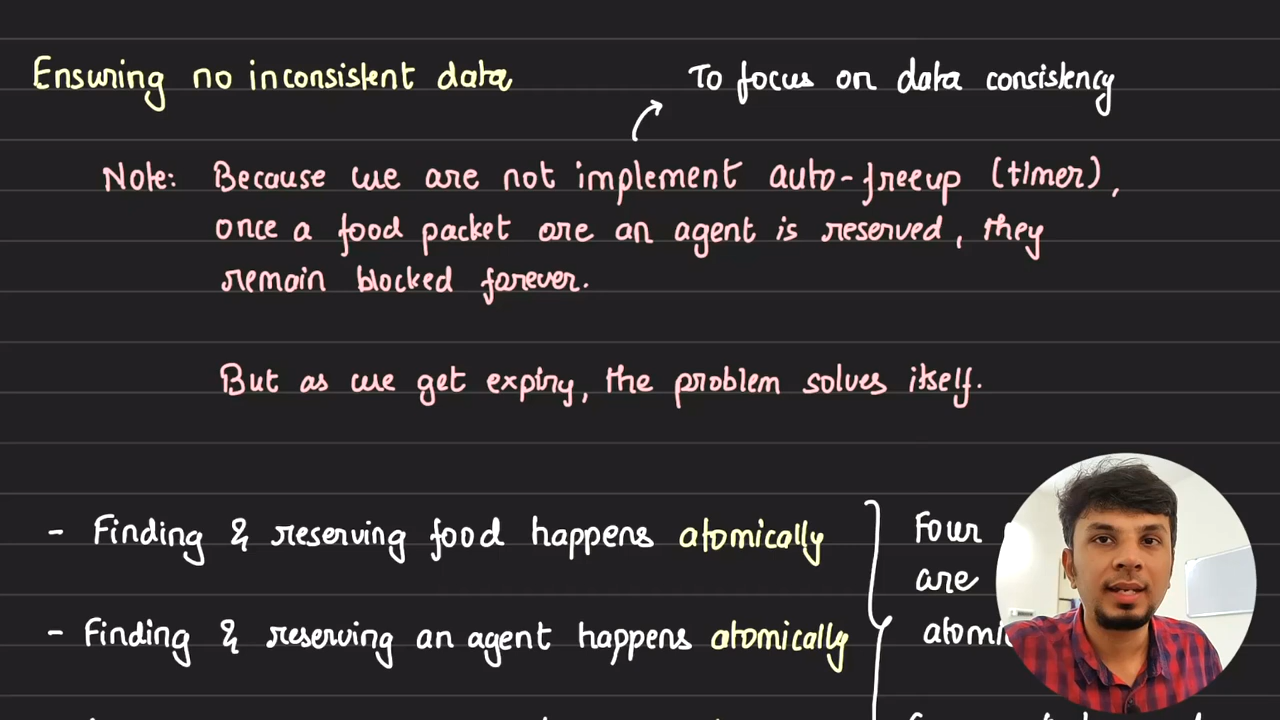 Ensuring no inconsistent data
To focus on data consistency
Note: Because we are not implement auto-freeup (timer),
once a food packet are an agent is reserved, they
remain blocked forever.
But as we get expiry, the problem solves itself.
- Finding & reserving food happens atomically
- Finding & reserving an agent happens atomically
Four
are